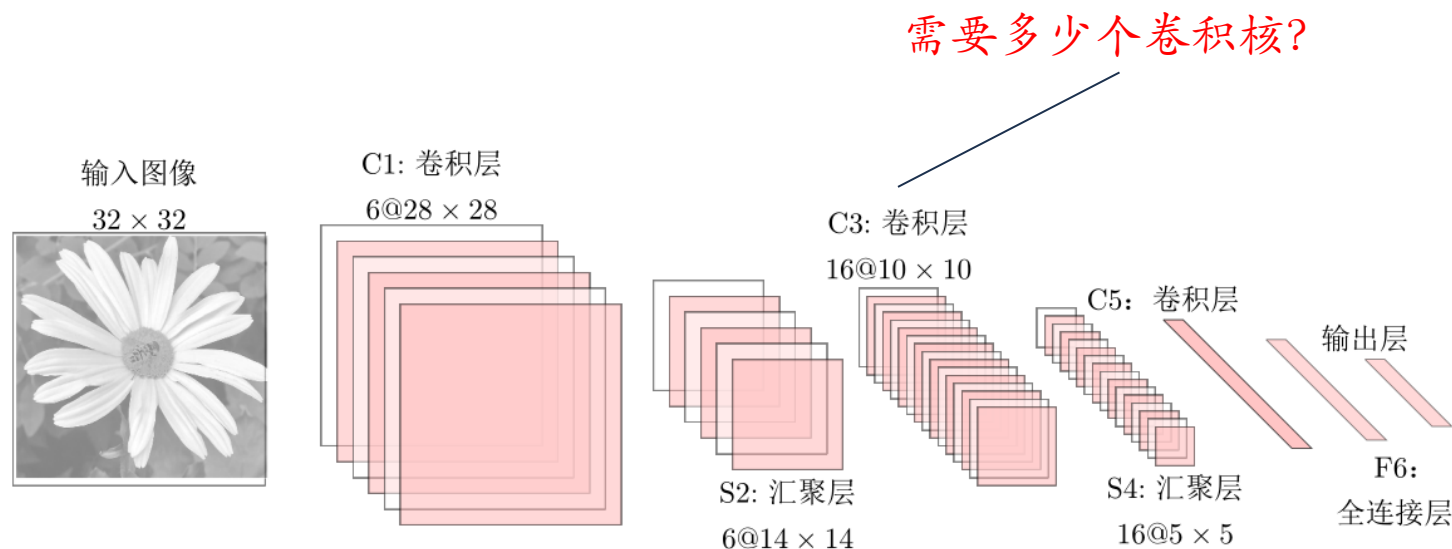 需要多少个卷积核?
输入图像
32 × 32
C1: 卷积层
6@28 × 28
S2: 汇聚层
6@14 × 14
C3: 卷积层
16@10 × 10
S4: 汇聚层
16@5 × 5
C5：卷积层
F6：
全连接层
输出层